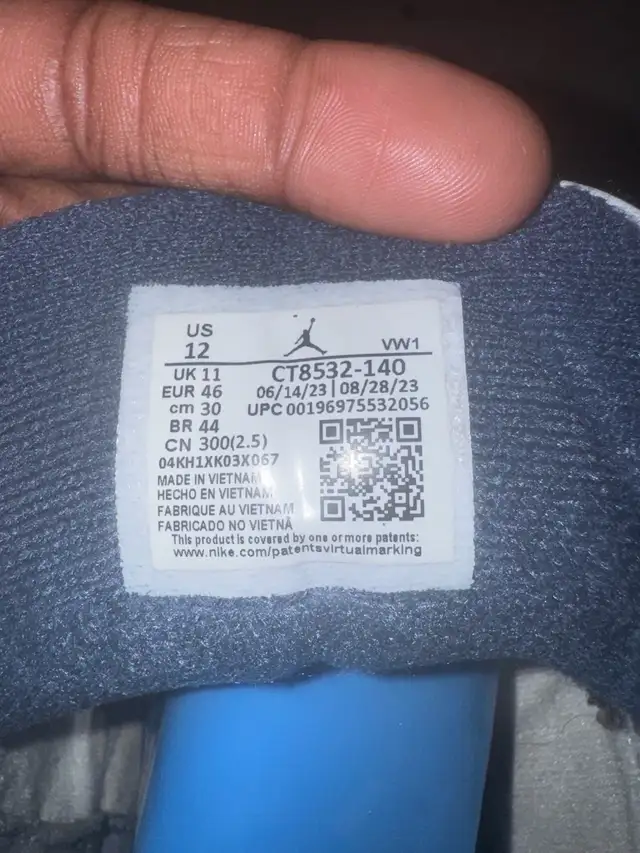 US
12
VW1
UK 11
CT8532-140
EUR 46
06/14/23 | 08/28/23
cm 30
UPC 00196975532056
BR 44
CN 300(2.5)
04KH1XK03X067
MADE IN VIETNAM
HECHO EN VIETNAM
FABRIQUE AU VIETNAM
FABRICADO NO VIETNÃ
This product is covered by one or more patents:
www.nike.com/patentsvirtualmarking